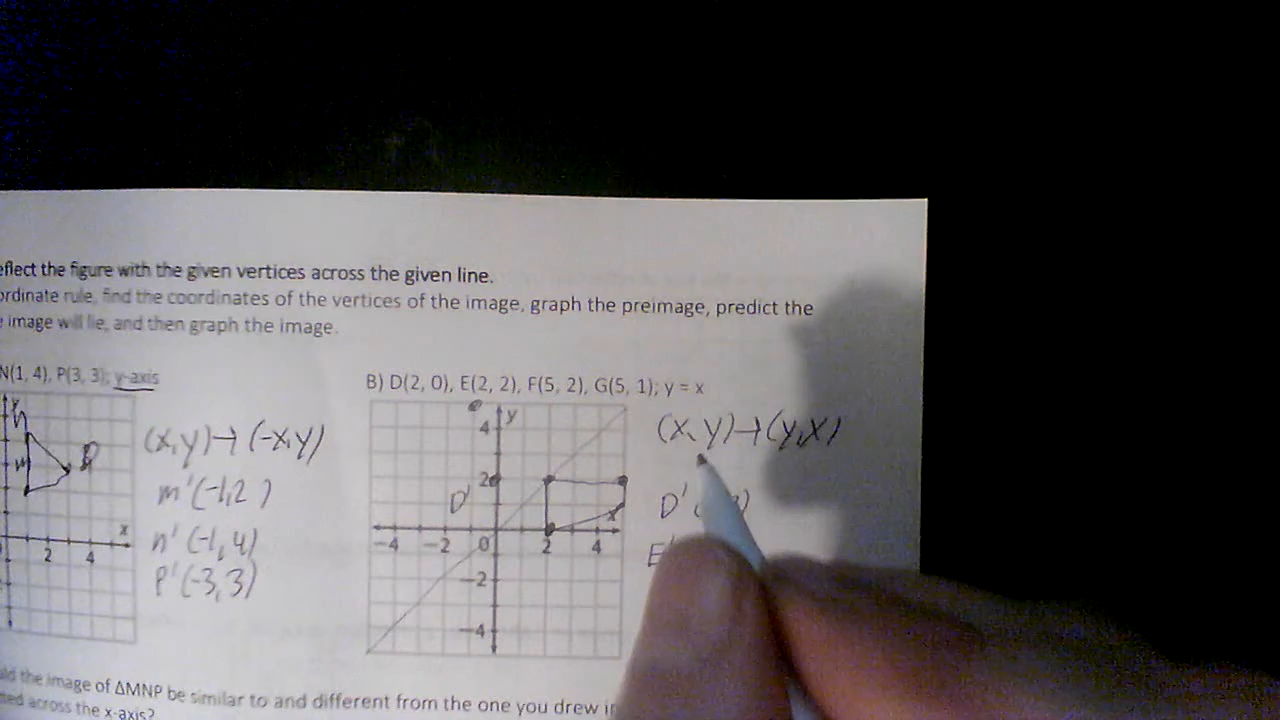 eflect the figure with the given vertices across the given line.
ordinate rule, find the coordinates of the vertices of the image, graph the preimage, predict the
image will lie, and then graph the image.
N(1, 4), P(3, 3); y-axis
B) D(2, 0), E(2, 2), F(5, 2), G(5, 1); y = x
(x,y)→(-x,y)
m'(-1,2)
n'(-1,4)
P'(-3,3)
m
x
2 4
y
4
2
D'
x
-4 -2 0 2 4
-2
-4
(x,y)→(y,x)
D'(
E'
the image of ΔMNP be similar to and different from the one you drew
across the x-axis?